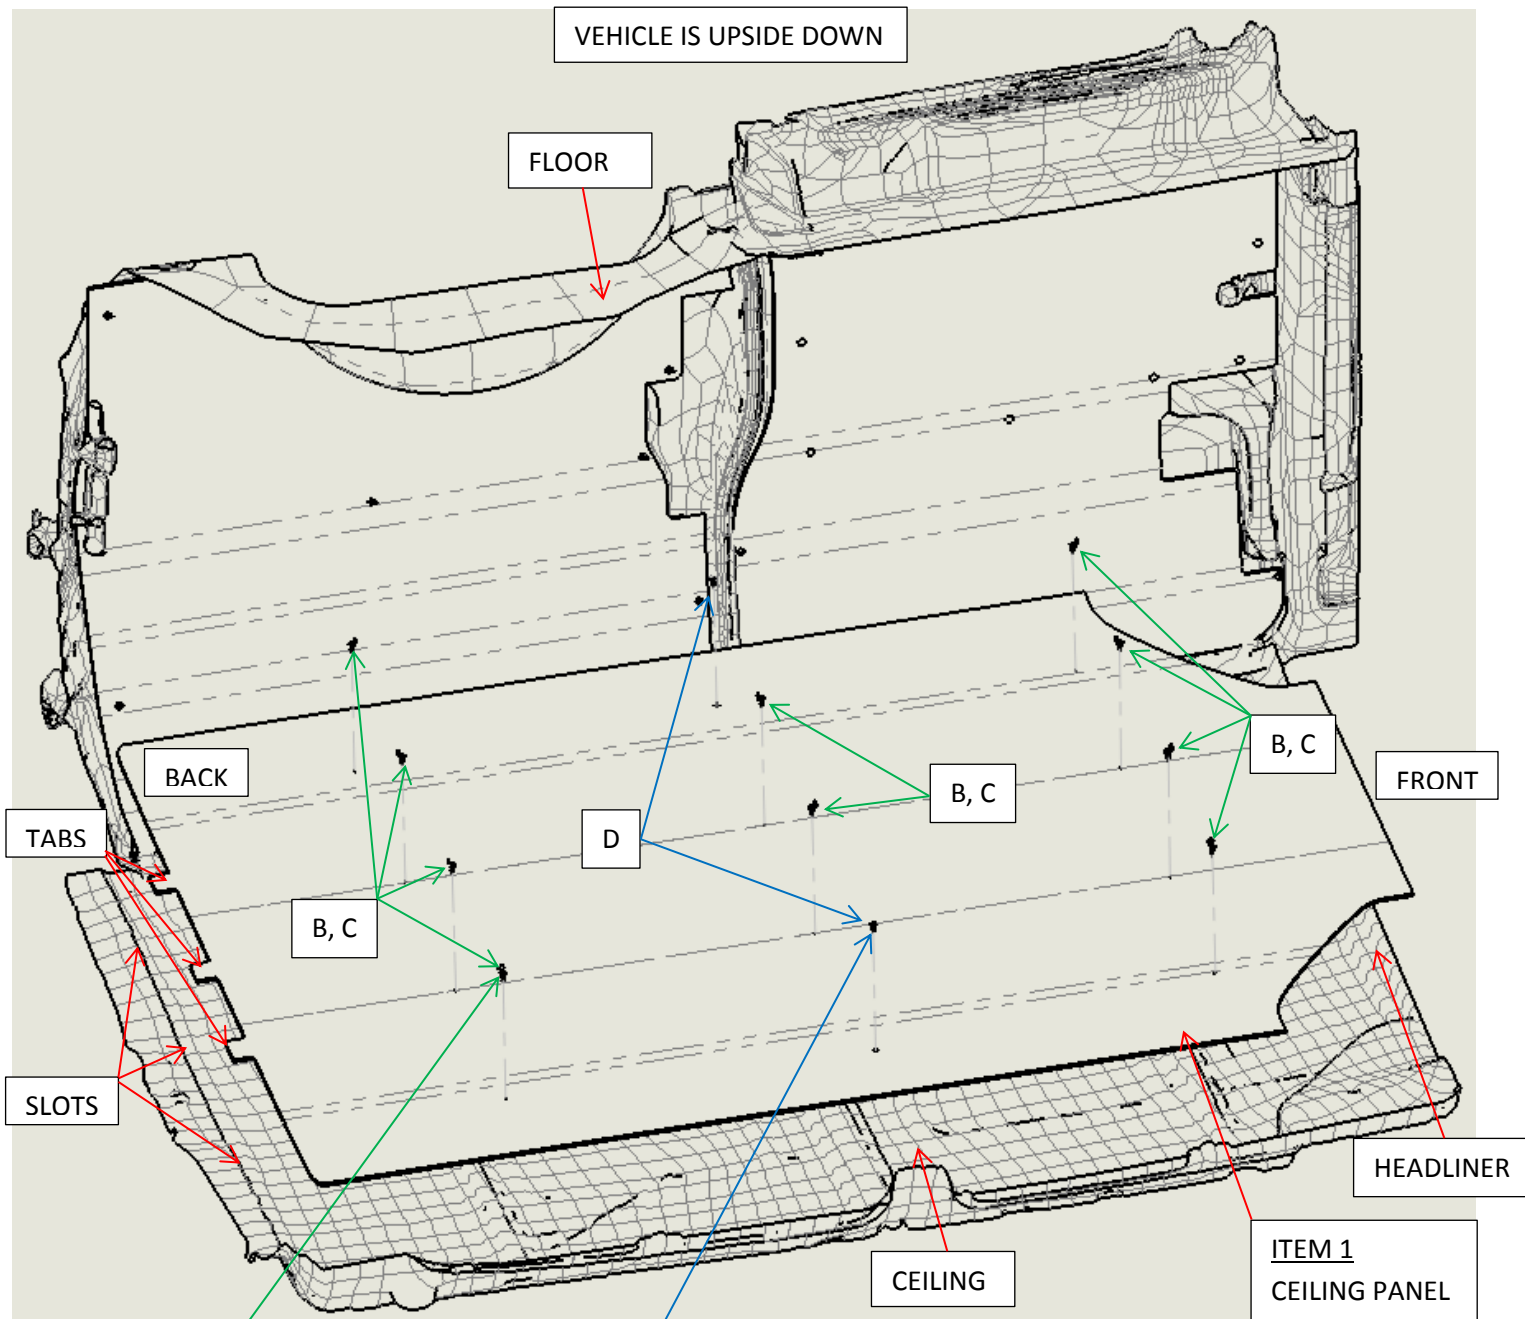 VEHICLE IS UPSIDE DOWN
FLOOR
B, C
BACK
B, C
FRONT
TABS
D
B, C
SLOTS
HEADLINER
CEILING
ITEM 1
CEILING PANEL